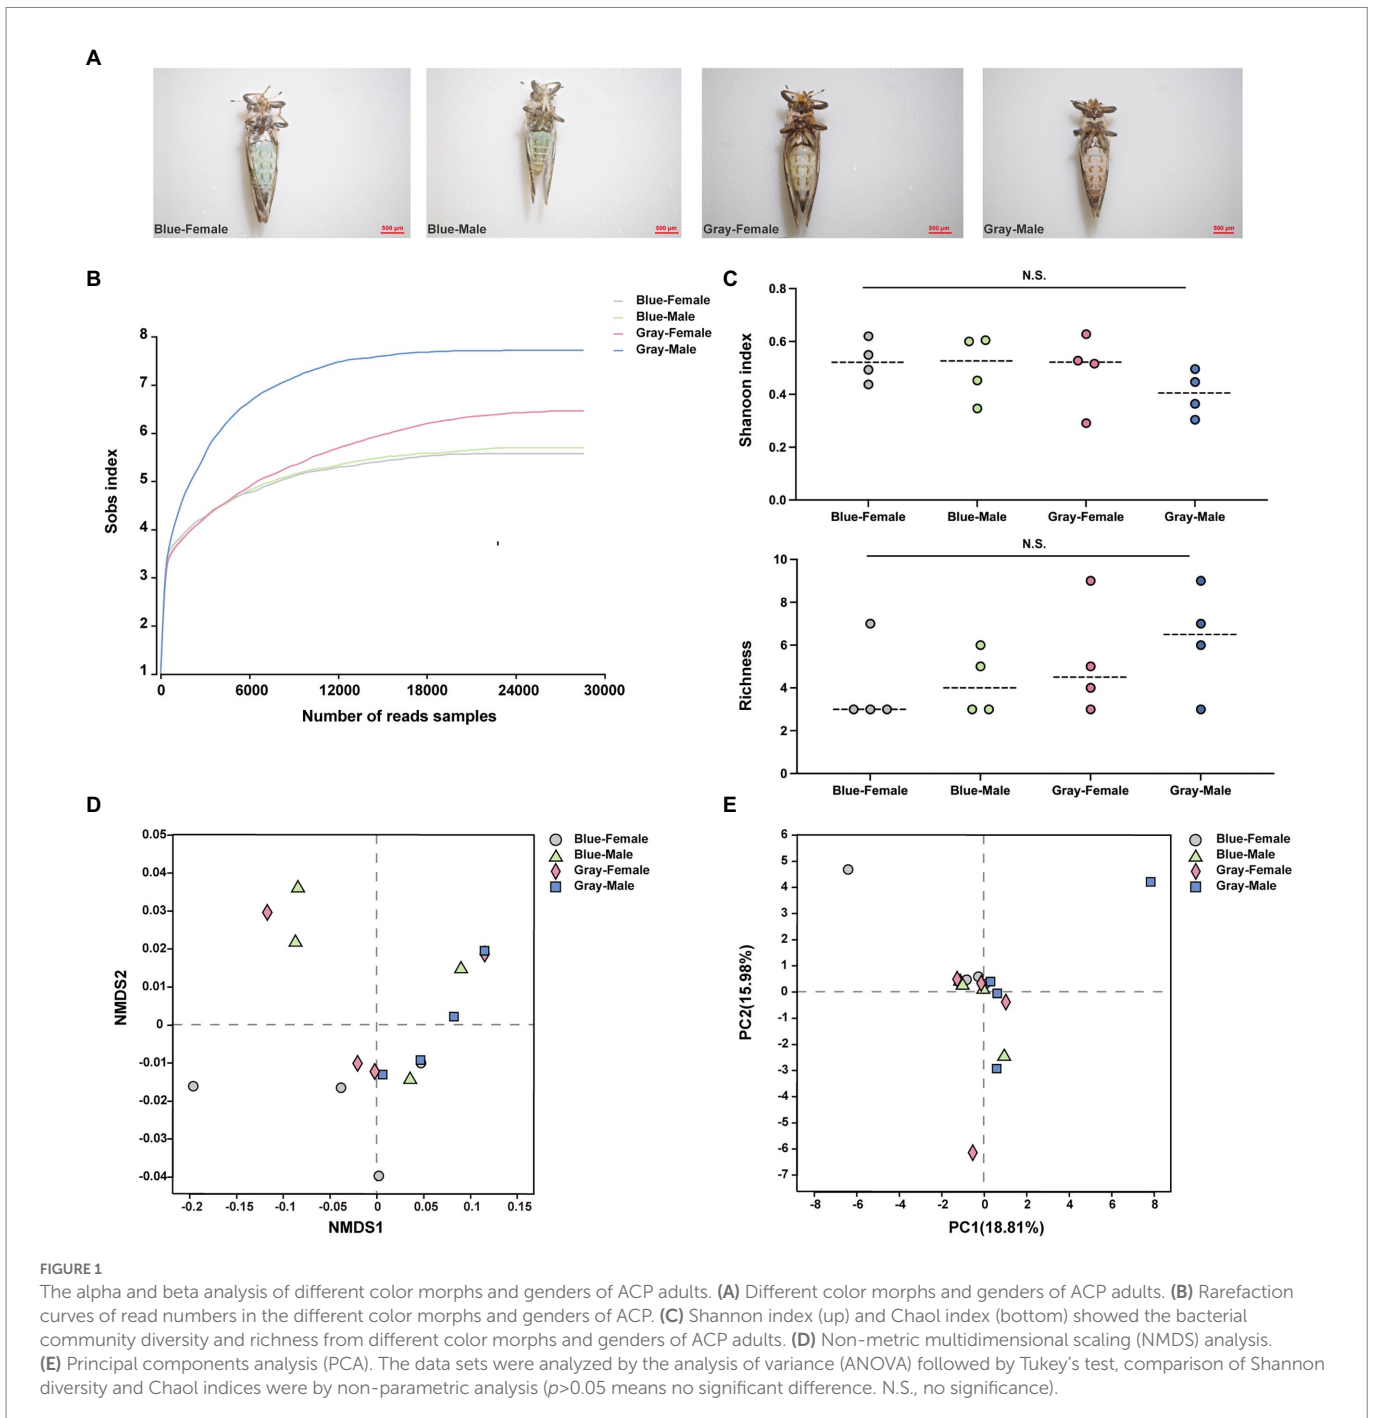 A
Blue-Female
500 µm
Blue-Male
500 µm
Gray-Female
500 µm
Gray-Male
500 µm
B
Blue-Female
Blue-Male
Gray-Female
Gray-Male
8
7
6
5
4
3
2
1
Sobs index
0 6000 12000 18000 24000 30000
Number of reads samples
C
N.S.
0.8
0.6
0.4
0.2
0.0
Shanoon index
Blue-Female Blue-Male Gray-Female Gray-Male
N.S.
10
8
6
4
2
0
Richness
Blue-Female Blue-Male Gray-Female Gray-Male
D
Blue-Female
Blue-Male
Gray-Female
Gray-Male
0.05
0.04
0.03
0.02
0.01
0
-0.01
-0.02
-0.03
-0.04
NMDS2
-0.2 -0.15 -0.1 -0.05 0 0.05 0.1 0.15
NMDS1
E
Blue-Female
Blue-Male
Gray-Female
Gray-Male
6
5
4
3
2
1
0
-1
-2
-3
-4
-5
-6
-7
PC2(15.98%)
-8 -6 -4 -2 0 2 4 6 8
PC1(18.81%)
FIGURE 1
The alpha and beta analysis of different color morphs and genders of ACP adults. (A) Different color morphs and genders of ACP adults. (B) Rarefaction
curves of read numbers in the different color morphs and genders of ACP. (C) Shannon index (up) and Chaol index (bottom) showed the bacterial
community diversity and richness from different color morphs and genders of ACP adults. (D) Non-metric multidimensional scaling (NMDS) analysis.
(E) Principal components analysis (PCA). The data sets were analyzed by the analysis of variance (ANOVA) followed by Tukey's test, comparison of Shannon
diversity and Chaol indices were by non-parametric analysis (p>0.05 means no significant difference. N.S., no significance).